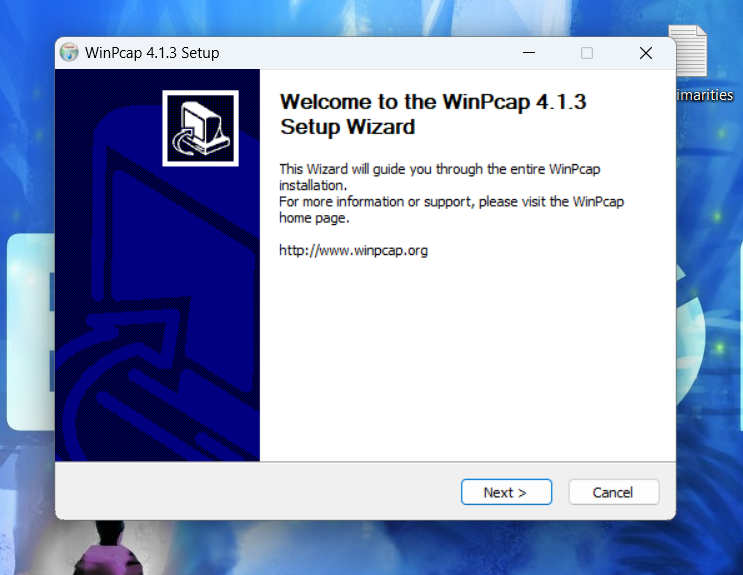 WinPcap 4.1.3 Setup
Welcome to the WinPcap 4.1.3
Setup Wizard
This Wizard will guide you through the entire WinPcap
installation.
For more information or support, please visit the WinPcap
home page.
http://www.winpcap.org
Next >
Cancel